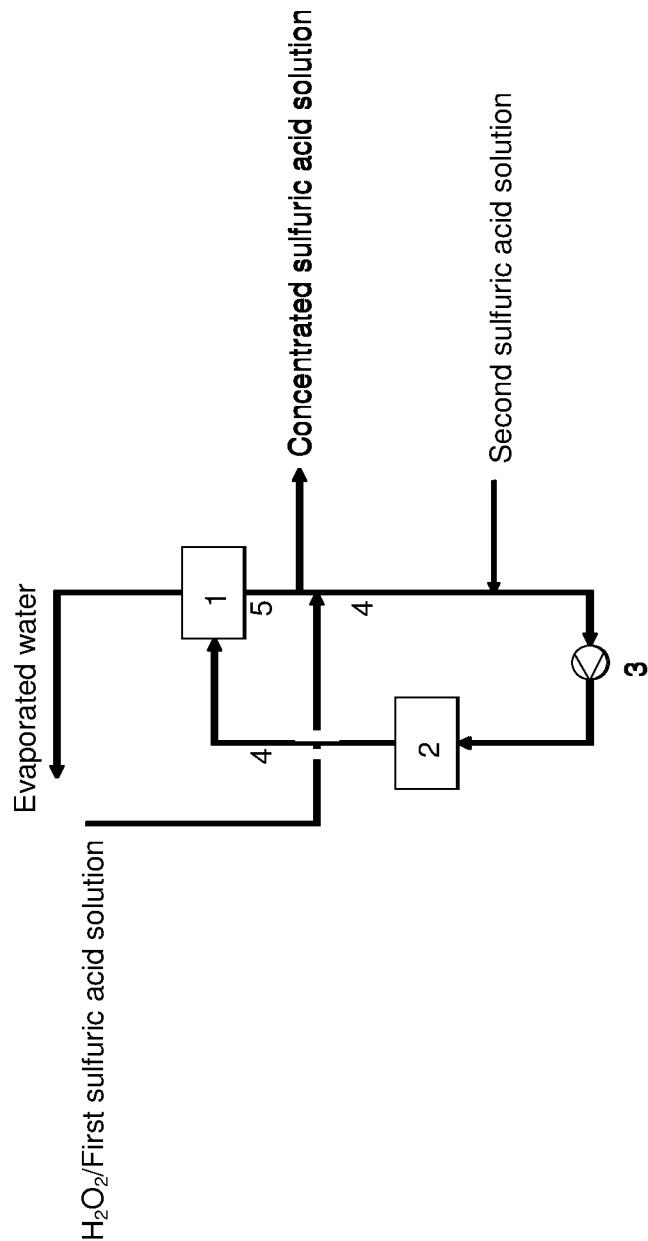 Evaporated water
H₂O₂/First sulfuric acid solution
1
5
Concentrated sulfuric acid solution
4
4
2
Second sulfuric acid solution
3